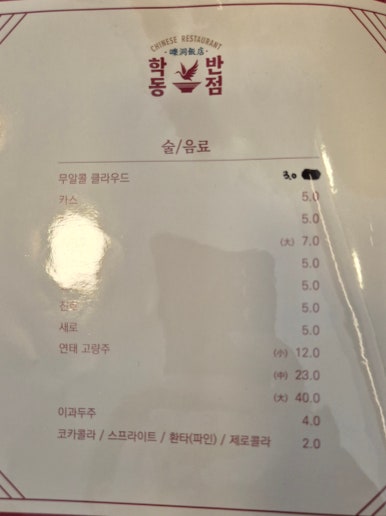 CHINESE RESTAURANT
飯店
학동 반점
술/음료
무알콜 클라우드 3.0
카스 5.0
5.0
(大) 7.0
5.0
5.0
5.0
새로 5.0
연태 고량주 (小) 12.0
(中) 23.0
(大) 40.0
이과두주 4.0
코카콜라 / 스프라이트 / 환타(파인) / 제로콜라 2.0